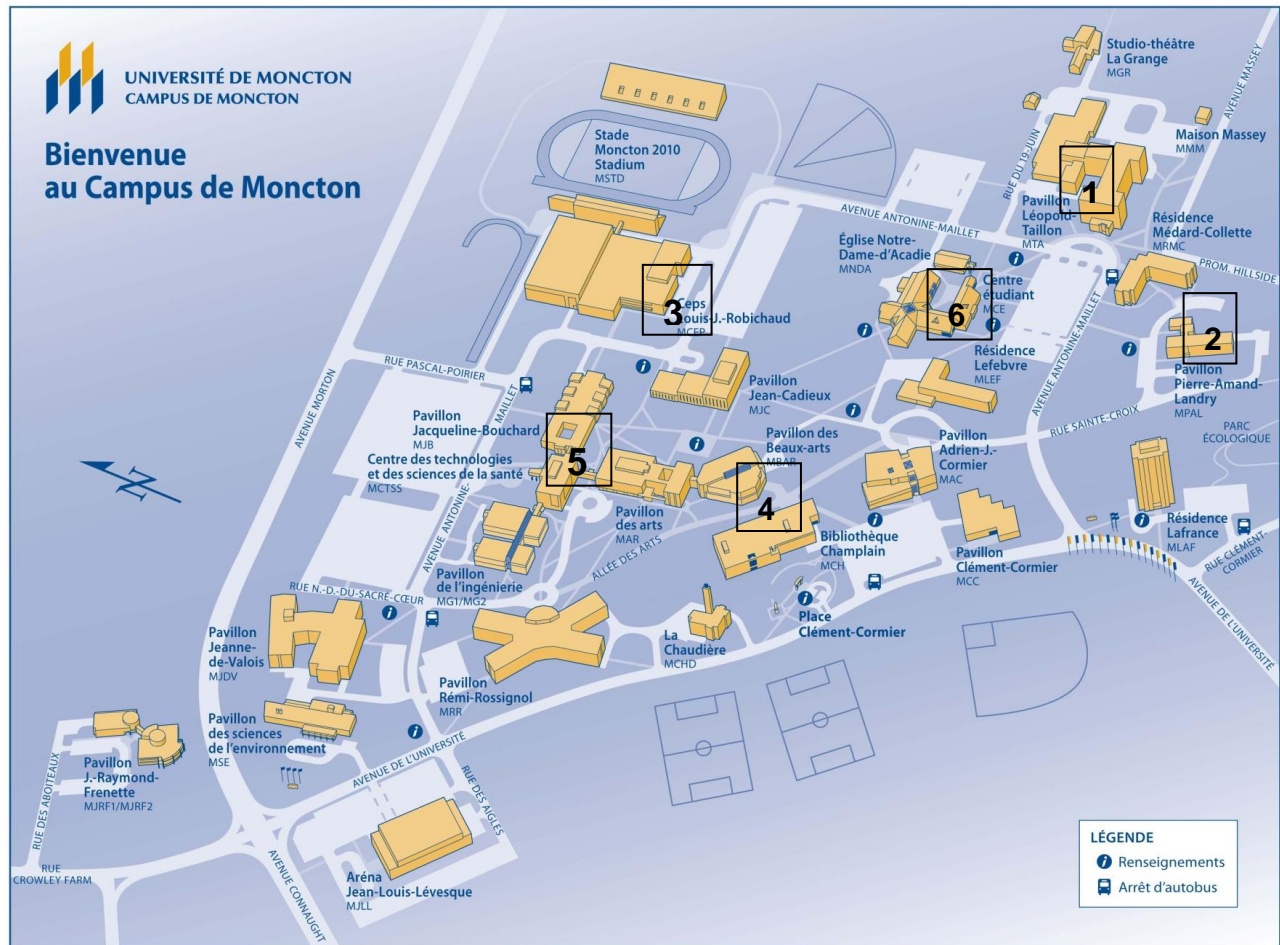 UNIVERSITÉ DE MONCTON
CAMPUS DE MONCTON
Bienvenue
au Campus de Moncton
Studio-théâtre
La Grange
MGR
AVENUE MASSEY
Maison Massey
MMM
RUE DU 19-JUIN
1
Pavillon
Léopold-
Taillon
MTA
Résidence
Médard-Collette
MRMC
PROM. HILLSIDE
Stade
Moncton 2010
Stadium
MSTD
AVENUE ANTONINE-MAILLET
Église Notre-
Dame-d'Acadie
MNDA
Centre
étudiant
MCE
6
3
Ceps
Louis-J.-Robichaud
MCEP
2
Pavillon
Pierre-Amand-
Landry
MPAL
Résidence
Lefebvre
MLEF
AVENUE ANTONINE-MAILLET
RUE SAINTE-CROIX
PARC
ÉCOLOGIQUE
AVENUE MORTON
RUE PASCAL-POIRIER
Pavillon
Jean-Cadieux
MJC
Pavillon
Jacqueline-Bouchard
MJB
Centre des technologies
et des sciences de la santé
MCTSS
5
AVENUE ANTONINE-
MAILLET
Pavillon des
Beaux-arts
MBAR
4
Pavillon
Adrien-J.-
Cormier
MAC
N
Pavillon
des arts
MAR
ALLÉE DES ARTS
Bibliothèque
Champlain
MCH
Pavillon
Clément-Cormier
MCC
Résidence
Lafrance
MLAF
RUE CLÉMENT-
CORMIER
AVENUE DE L'UNIVERSITÉ
Pavillon
de l'ingénierie
MG1/MG2
RUE N.-D.-DU-SACRÉ-CŒUR
Place
Clément-Cormier
La
Chaudière
MCHD
Pavillon
Jeanne-
de-Valois
MJDV
Pavillon
Rémi-Rossignol
MRR
Pavillon
des sciences
de l'environnement
MSE
AVENUE DE L'UNIVERSITÉ
RUE DES AIGLES
Pavillon
J.-Raymond-
Frenette
MJRF1/MJRF2
RUE DES ABOITEAUX
RUE
CROWLEY FARM
AVENUE CONNAUGHT
Aréna
Jean-Louis-Lévesque
MJLL
LÉGENDE
i Renseignements
Arrêt d'autobus